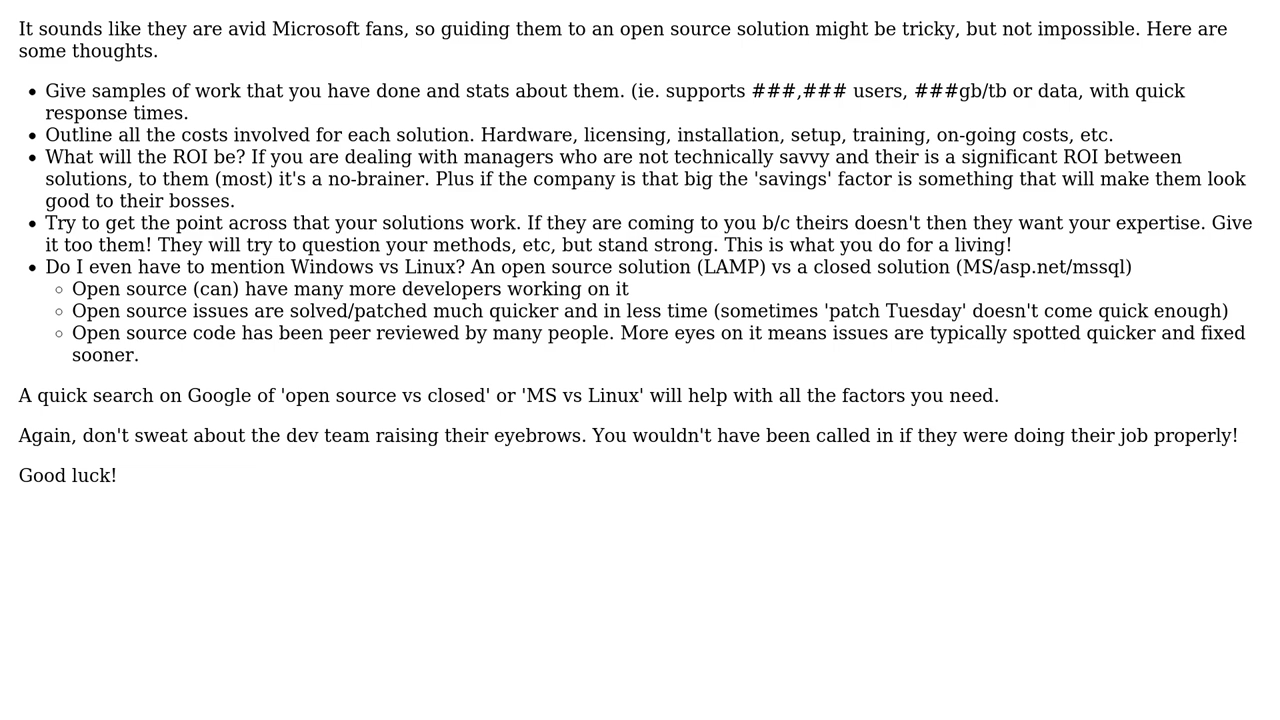 It sounds like they are avid Microsoft fans, so guiding them to an open source solution might be tricky, but not impossible. Here are
some thoughts.
Give samples of work that you have done and stats about them. (ie. supports ###,### users, ###gb/tb or data, with quick
response times.
Outline all the costs involved for each solution. Hardware, licensing, installation, setup, training, on-going costs, etc.
What will the ROI be? If you are dealing with managers who are not technically savvy and their is a significant ROI between
solutions, to them (most) it's a no-brainer. Plus if the company is that big the 'savings' factor is something that will make them look
good to their bosses.
Try to get the point across that your solutions work. If they are coming to you b/c theirs doesn't then they want your expertise. Give
it too them! They will try to question your methods, etc, but stand strong. This is what you do for a living!
Do I even have to mention Windows vs Linux? An open source solution (LAMP) vs a closed solution (MS/asp.net/mssql)
Open source (can) have many more developers working on it
Open source issues are solved/patched much quicker and in less time (sometimes 'patch Tuesday' doesn't come quick enough)
Open source code has been peer reviewed by many people. More eyes on it means issues are typically spotted quicker and fixed
sooner.
A quick search on Google of 'open source vs closed' or 'MS vs Linux' will help with all the factors you need.
Again, don't sweat about the dev team raising their eyebrows. You wouldn't have been called in if they were doing their job properly!
Good luck!